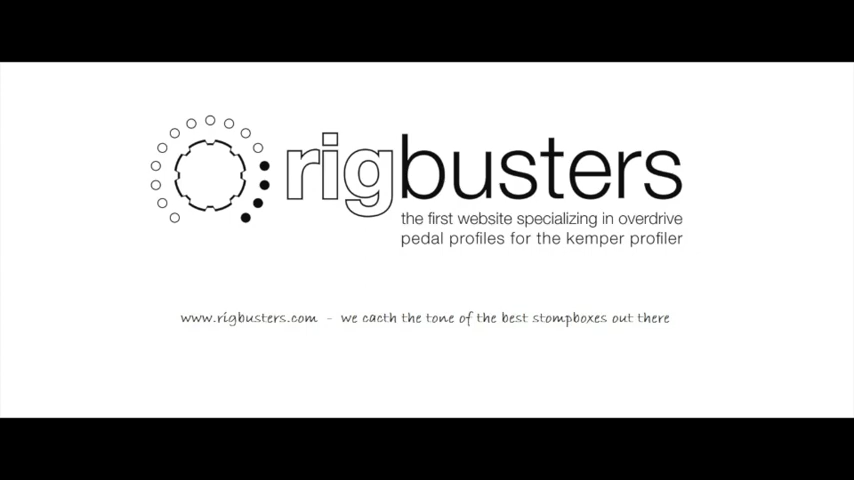 rigbusters
the first website specializing in overdrive
pedal profiles for the kemper profiler
www.rigbusters.com - we cacth the tone of the best stompboxes out there